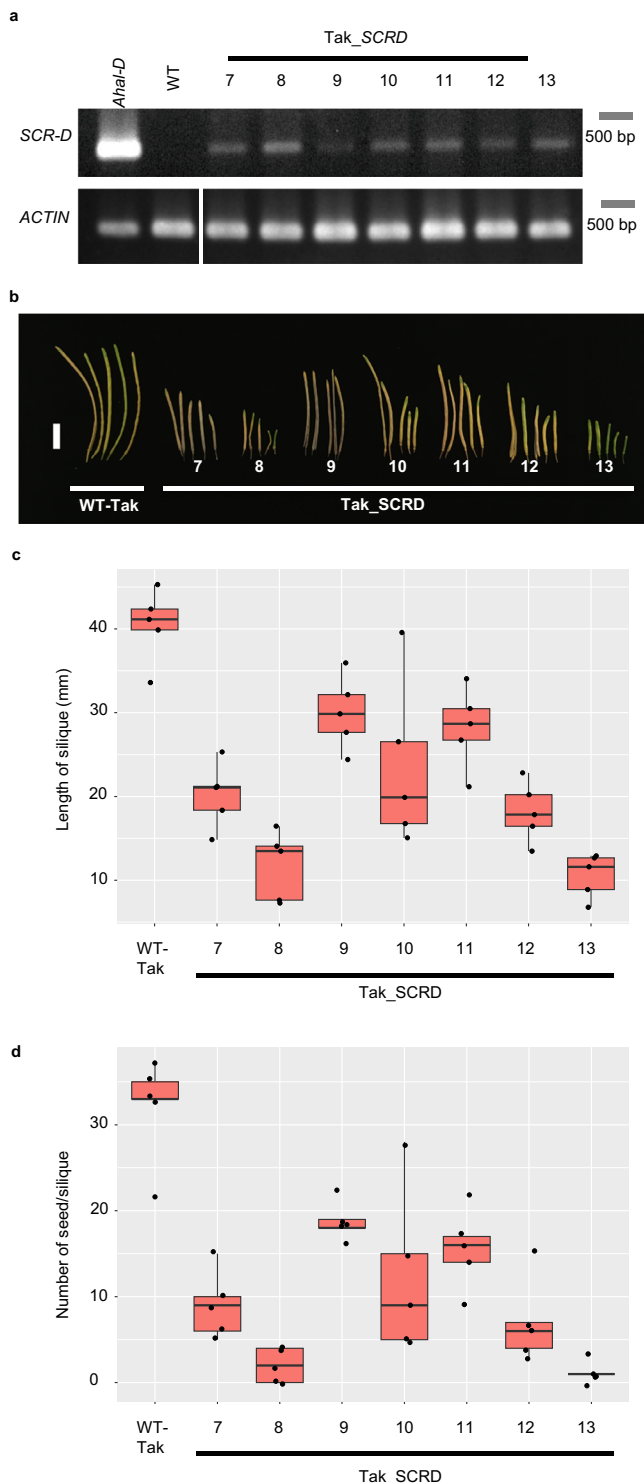 a
Tak_SCRD
Ahal-D
WT
7 8 9 10 11 12 13
SCR-D
500 bp
ACTIN
500 bp
b
7 8 9 10 11 12 13
WT-Tak
Tak_SCRD
c
Length of silique (mm)
40
30
20
10
WT-
Tak
7 8 9 10 11 12 13
Tak_SCRD
d
Number of seed/silique
30
20
10
0
WT-
Tak
7 8 9 10 11 12 13
Tak_SCRD